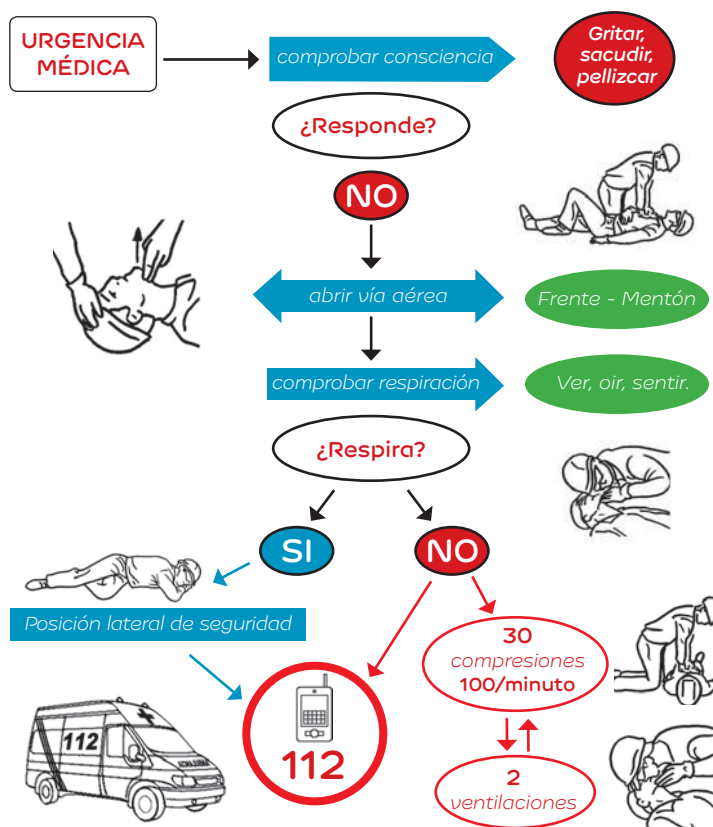 URGENCIA
MÉDICA
comprobar consciencia
Gritar,
sacudir,
pellizcar
¿Responde?
NO
abrir vía aérea
Frente - Mentón
comprobar respiración
Ver, oir, sentir.
¿Respira?
SI
NO
Posición lateral de seguridad
30
compresiones
100/minuto
112
112
2
ventilaciones